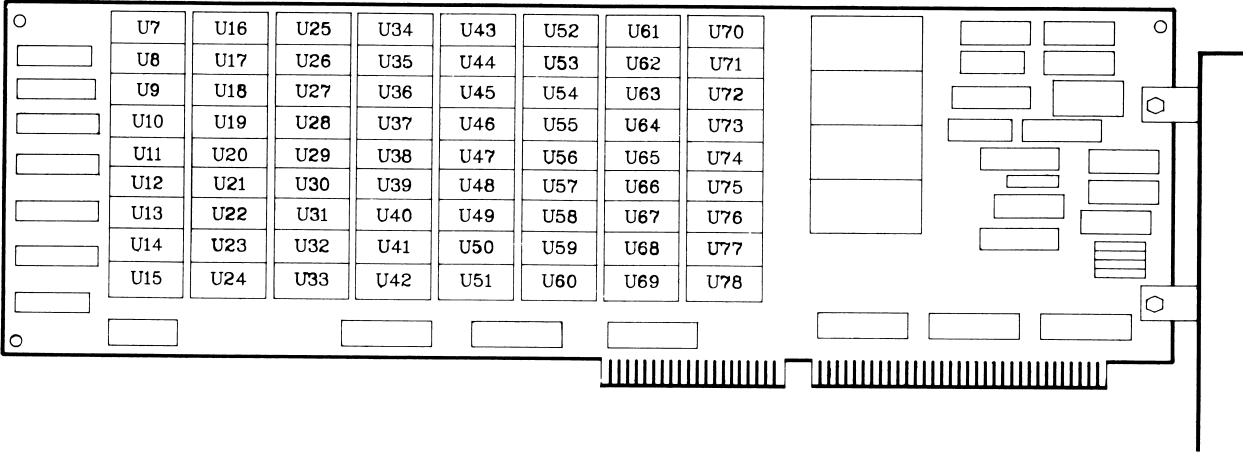 U7 U16 U25 U34 U43 U52 U61 U70
U8 U17 U26 U35 U44 U53 U62 U71
U9 U18 U27 U36 U45 U54 U63 U72
U10 U19 U28 U37 U46 U55 U64 U73
U11 U20 U29 U38 U47 U56 U65 U74
U12 U21 U30 U39 U48 U57 U66 U75
U13 U22 U31 U40 U49 U58 U67 U76
U14 U23 U32 U41 U50 U59 U68 U77
U15 U24 U33 U42 U51 U60 U69 U78